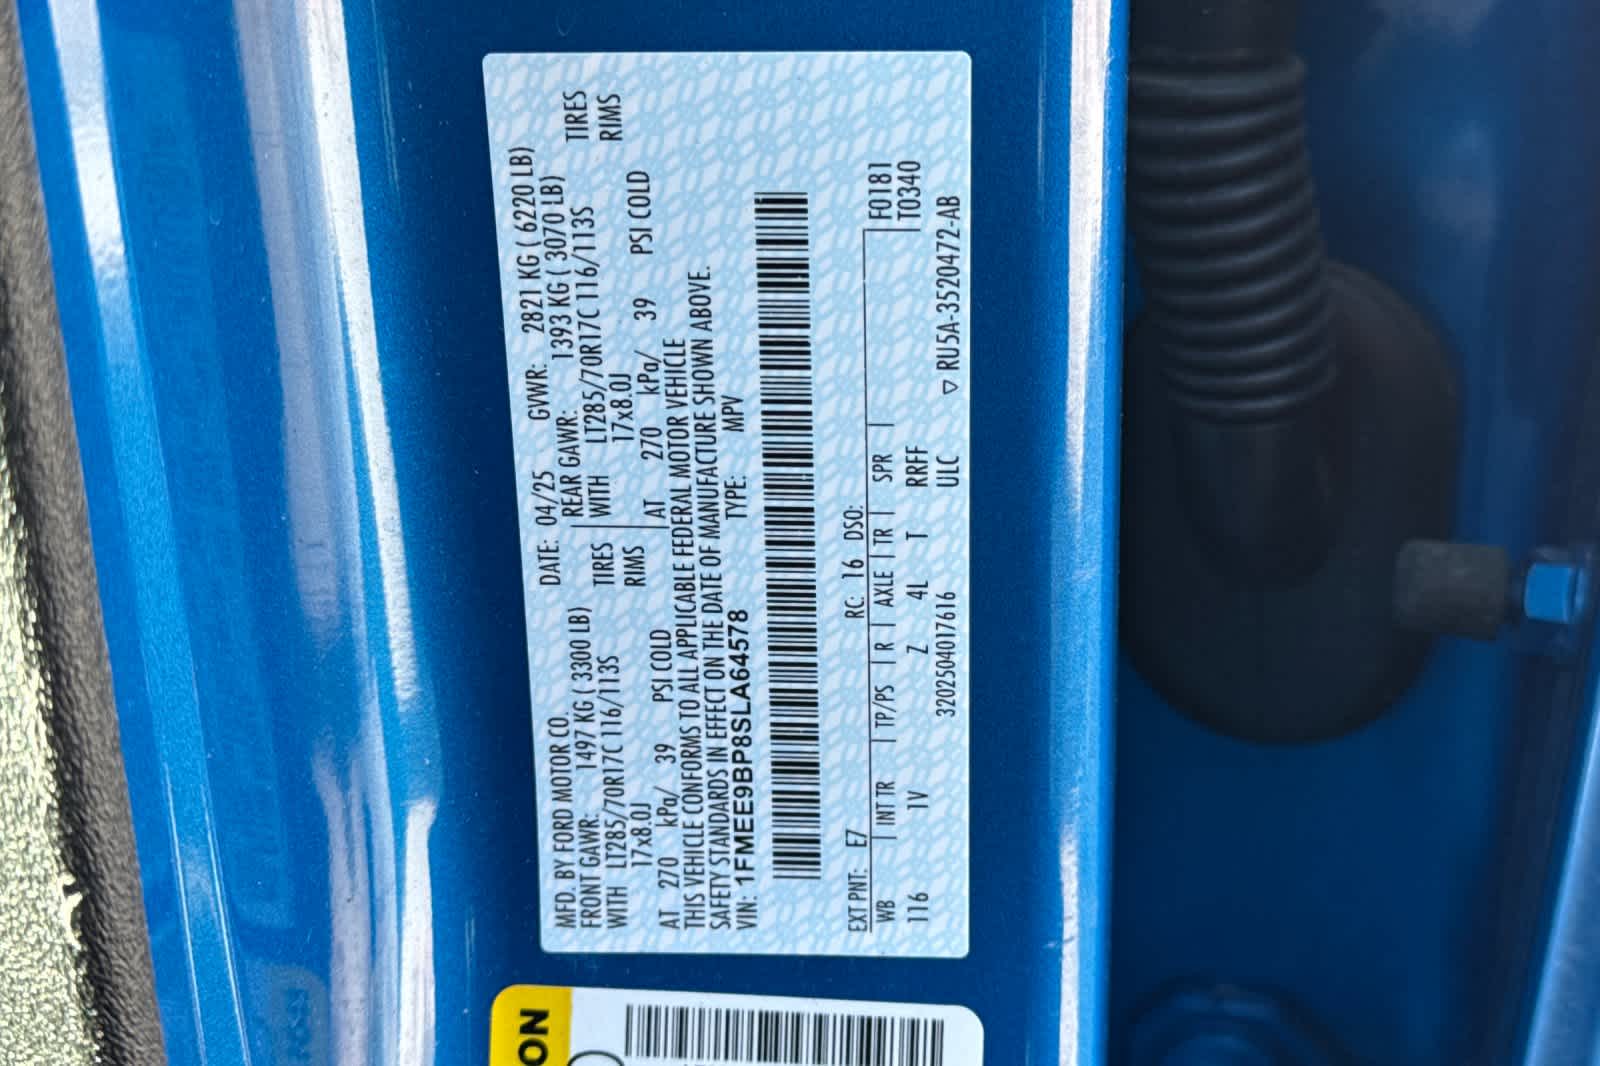 MFD. BY FORD MOTOR CO.
DATE: 04/25 GVWR: 2821 KG ( 6220 LB)
FRONT GAWR: 1497 KG ( 3300 LB)
REAR GAWR: 1393 KG ( 3070 LB)
WITH LT285/70R17C 116/113S TIRES
WITH LT285/70R17C 116/113S TIRES
17x8.0J RIMS
17x8.0J RIMS
AT 270 kPa/ 39 PSI COLD
AT 270 kPa/ 39 PSI COLD
THIS VEHICLE CONFORMS TO ALL APPLICABLE FEDERAL MOTOR VEHICLE
SAFETY STANDARDS IN EFFECT ON THE DATE OF MANUFACTURE SHOWN ABOVE.
VIN: 1FMEE9BP8SLA64578 TYPE: MPV
EXT PNT: E7 RC: 16 DSO: F0181
WB | INT TR | TP/PS | R | AXLE | TR | SPR | T0340
116 1V Z 4L T RRFF
3202504017616 ULC ▽ RU5A-3520472-AB
ON